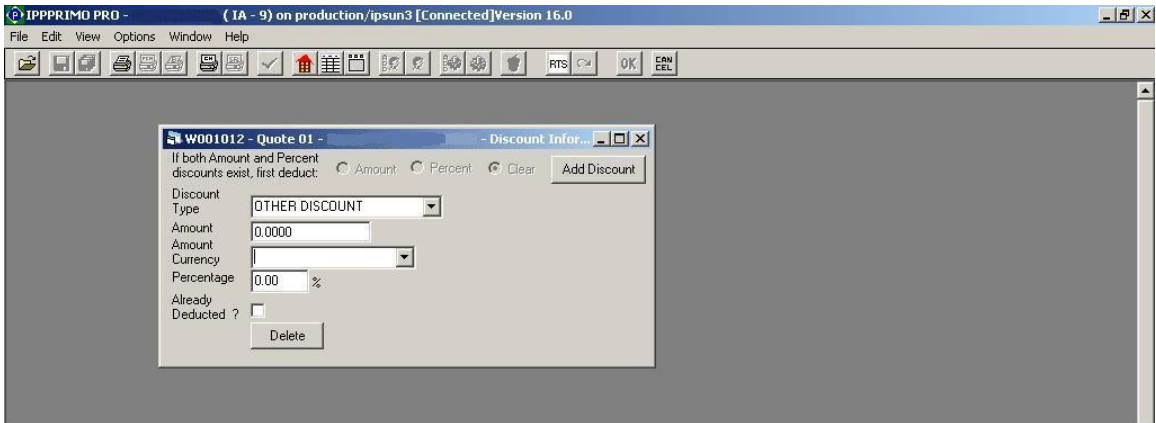 IPPPRIMO PRO - ( IA - 9) on production/ipsun3 [Connected]Version 16.0
File Edit View Options Window Help
RTS OK CAN CEL
W001012 - Quote 01 - - Discount Infor...
If both Amount and Percent
discounts exist, first deduct: Amount Percent Clear Add Discount
Discount
Type OTHER DISCOUNT
Amount 0.0000
Amount
Currency
Percentage 0.00 %
Already
Deducted ?
Delete